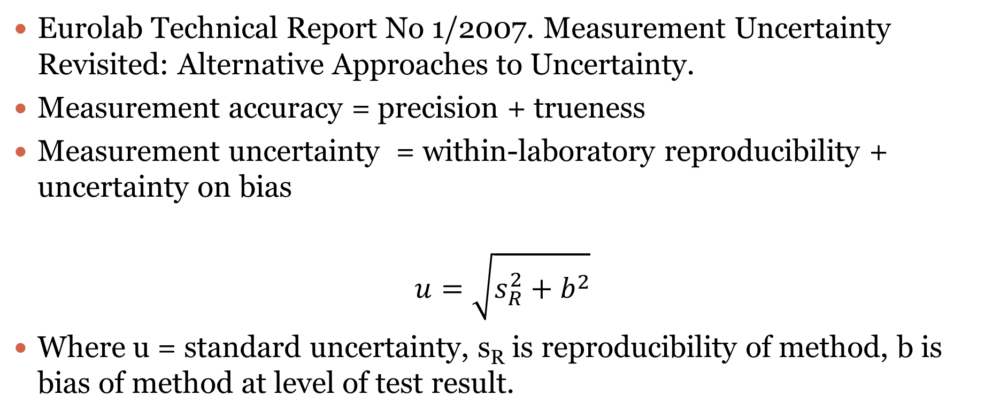 • Eurolab Technical Report No 1/2007. Measurement Uncertainty
Revisited: Alternative Approaches to Uncertainty.
• Measurement accuracy = precision + trueness
• Measurement uncertainty  = within-laboratory reproducibility +
uncertainty on bias
u = √(s_R^2 + b^2)
• Where u = standard uncertainty, s_R is reproducibility of method, b is
bias of method at level of test result.